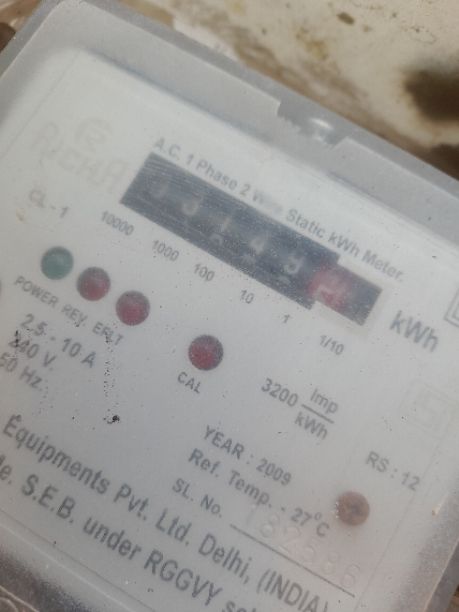 A.C. 1 Phase 2 Wire Static kWh Meter.
CL - 1
10000 1000 100 10 1 1/10
kWh
POWER REV EFLT
2.5 - 10 A
240 V.
50 Hz.
CAL
3200 Imp
kWh
YEAR : 2009
RS : 12
Ref. Temp. - 27°C
SL. No.
Equipments Pvt. Ltd. Delhi, (INDIA)
S.E.B. under RGGVY